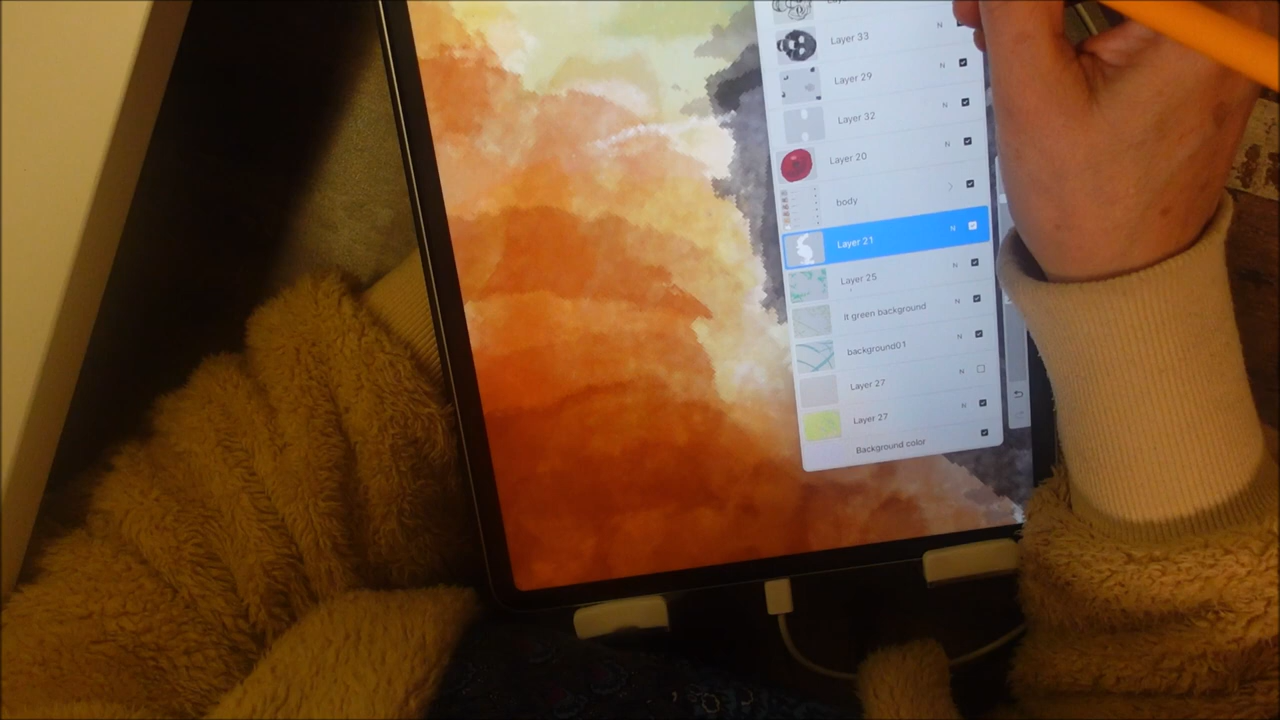 Layer 33 N
Layer 29 N
Layer 32 N
Layer 20 N
body
Layer 21 N
Layer 25 N
lt green background N
background01 N
Layer 27 N
Layer 27 N
Background color